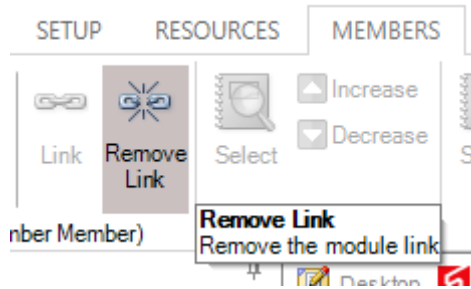 SETUP RESOURCES MEMBERS
Link Remove Link Select Increase
Decrease
nber Member)
Remove Link
Remove the module link
Desktop